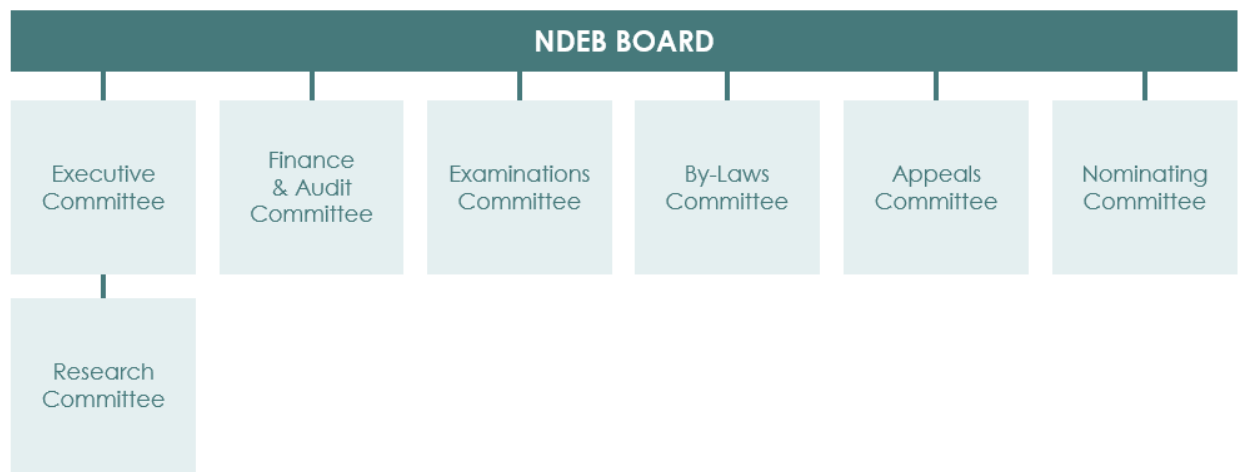 NDEB BOARD
Executive
Committee
Finance
& Audit
Committee
Examinations
Committee
By-Laws
Committee
Appeals
Committee
Nominating
Committee
Research
Committee